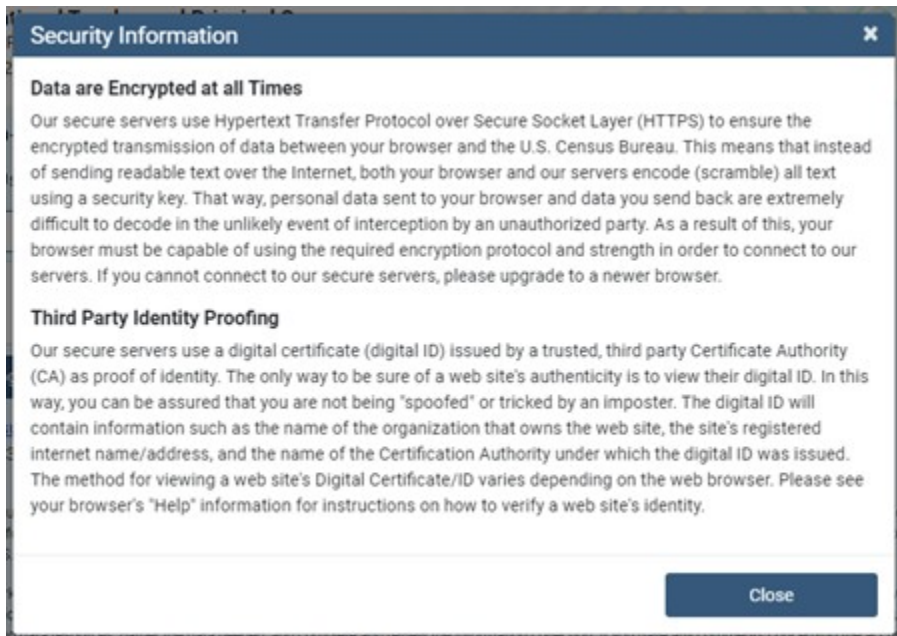 Security Information
Data are Encrypted at all Times
Our secure servers use Hypertext Transfer Protocol over Secure Socket Layer (HTTPS) to ensure the
encrypted transmission of data between your browser and the U.S. Census Bureau. This means that instead
of sending readable text over the Internet, both your browser and our servers encode (scramble) all text
using a security key. That way, personal data sent to your browser and data you send back are extremely
difficult to decode in the unlikely event of interception by an unauthorized party. As a result of this, your
browser must be capable of using the required encryption protocol and strength in order to connect to our
servers. If you cannot connect to our secure servers, please upgrade to a newer browser.
Third Party Identity Proofing
Our secure servers use a digital certificate (digital ID) issued by a trusted, third party Certificate Authority
(CA) as proof of identity. The only way to be sure of a web site's authenticity is to view their digital ID. In this
way, you can be assured that you are not being "spoofed" or tricked by an imposter. The digital ID will
contain information such as the name of the organization that owns the web site, the site's registered
internet name/address, and the name of the Certification Authority under which the digital ID was issued.
The method for viewing a web site's Digital Certificate/ID varies depending on the web browser. Please see
your browser's "Help" information for instructions on how to verify a web site's identity.
Close